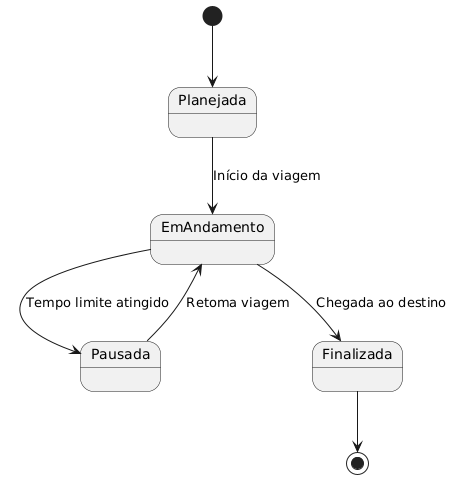 Planejada
Início da viagem
EmAndamento
Tempo limite atingido
Retoma viagem
Chegada ao destino
Pausada
Finalizada